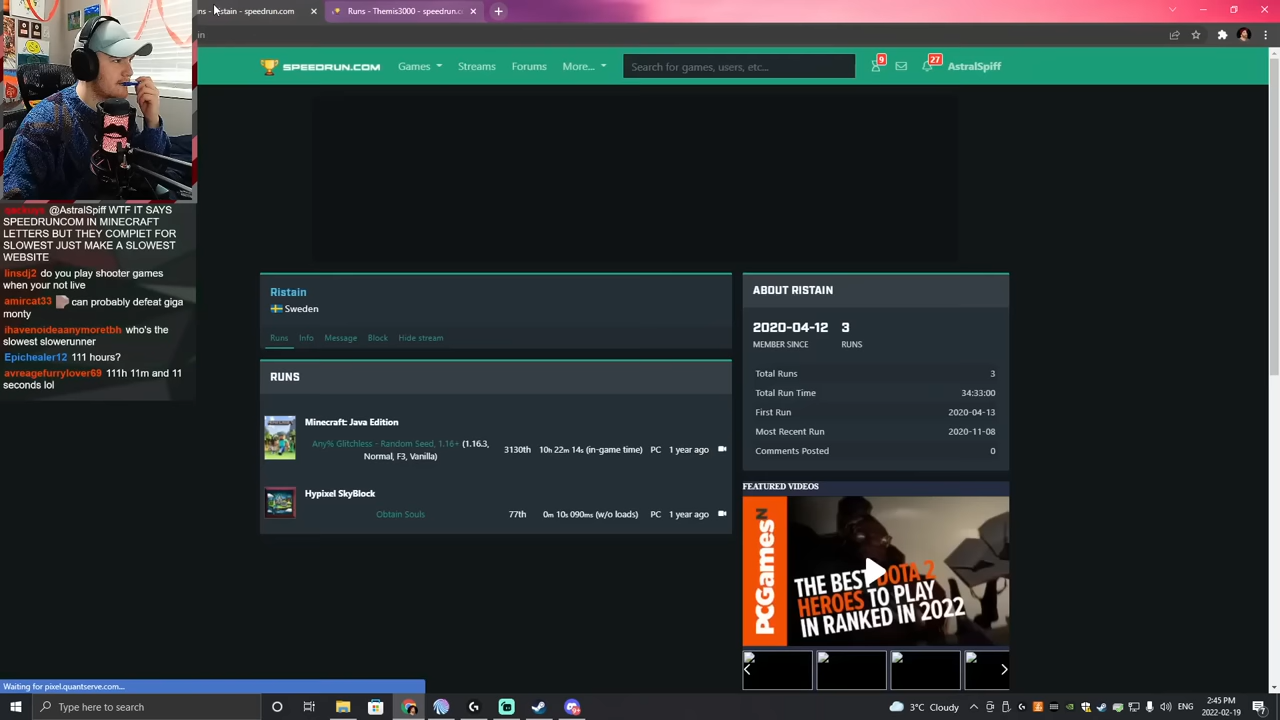 ns - Ristain - speedrun.com
Runs - Thems3000 - speedrun.cc
in
SPEEDRUN.COM
Games
Streams
Forums
More...
Search for games, users, etc...
9
27
AstralSpiff
@AstralSpiff WTF IT SAYS
SPEEDRUNCOM IN MINECRAFT
LETTERS BUT THEY COMPIET FOR
SLOWEST JUST MAKE A SLOWEST
WEBSITE
linsdj2 do you play shooter games
when your not live
amircat33 can probably defeat giga
monty
ihavenoideaanymoretbh who's the
slowest slowerunner
Epichealer12 111 hours?
avreagefurrylover69 111h 11m and 11
seconds lol
Ristain
Sweden
Runs Info Message Block Hide stream
RUNS
Minecraft: Java Edition
Any% Glitchless - Random Seed, 1.16+ (1.16.3,
Normal, F3, Vanilla)
3130th 10h 22m 14s (in-game time) PC 1 year ago
Hypixel SkyBlock
Obtain Souls 77th 0m 10s 090ms (w/o loads) PC 1 year ago
ABOUT RISTAIN
2020-04-12 3
MEMBER SINCE RUNS
Total Runs 3
Total Run Time 34:33:00
First Run 2020-04-13
Most Recent Run 2020-11-08
Comments Posted 0
FEATURED VIDEOS
PCGamesN
THE BEST DOTA 2
HEROES TO PLAY
IN RANKED IN 2022
Waiting for pixel.quantserve.com...
Type here to search
3°C Cloudy
ENG
2:45 PM
2022-02-19
7